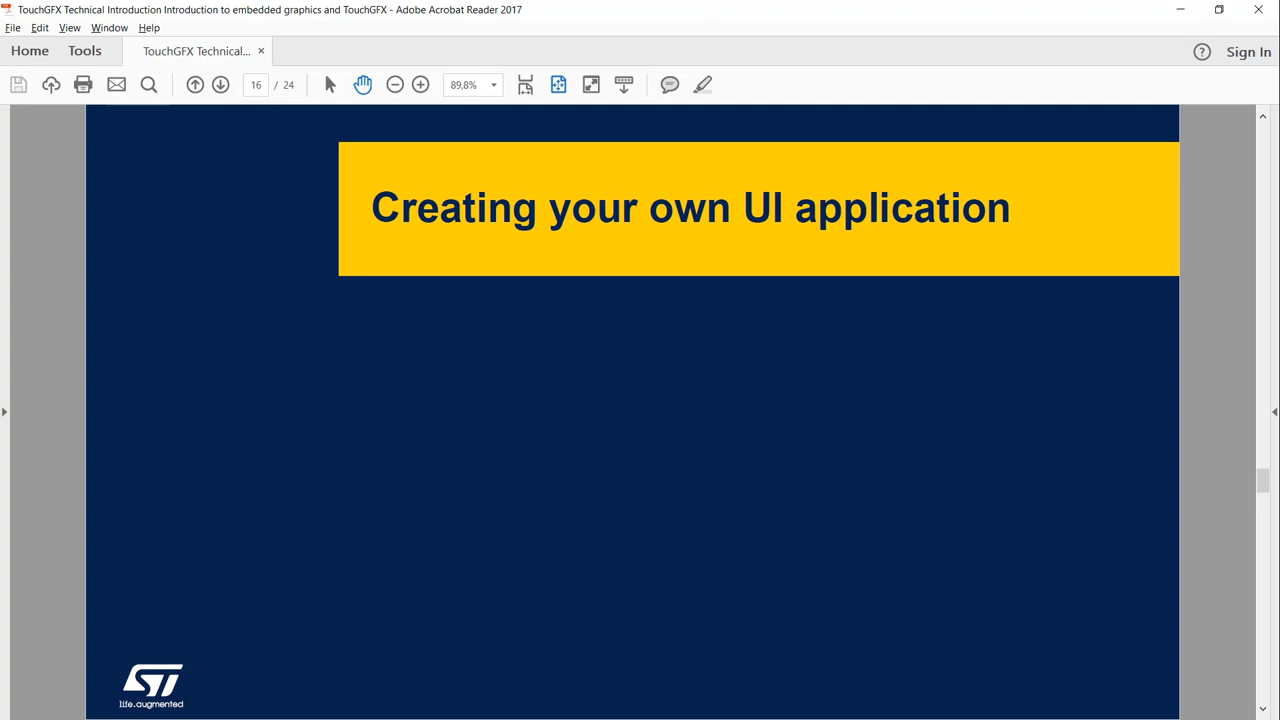 TouchGFX Technical Introduction Introduction to embedded graphics and TouchGFX - Adobe Acrobat Reader 2017
File Edit View Window Help
Home Tools TouchGFX Technical... × ? Sign In
16 / 24 89,8%
Creating your own UI application
ST
life.augmented